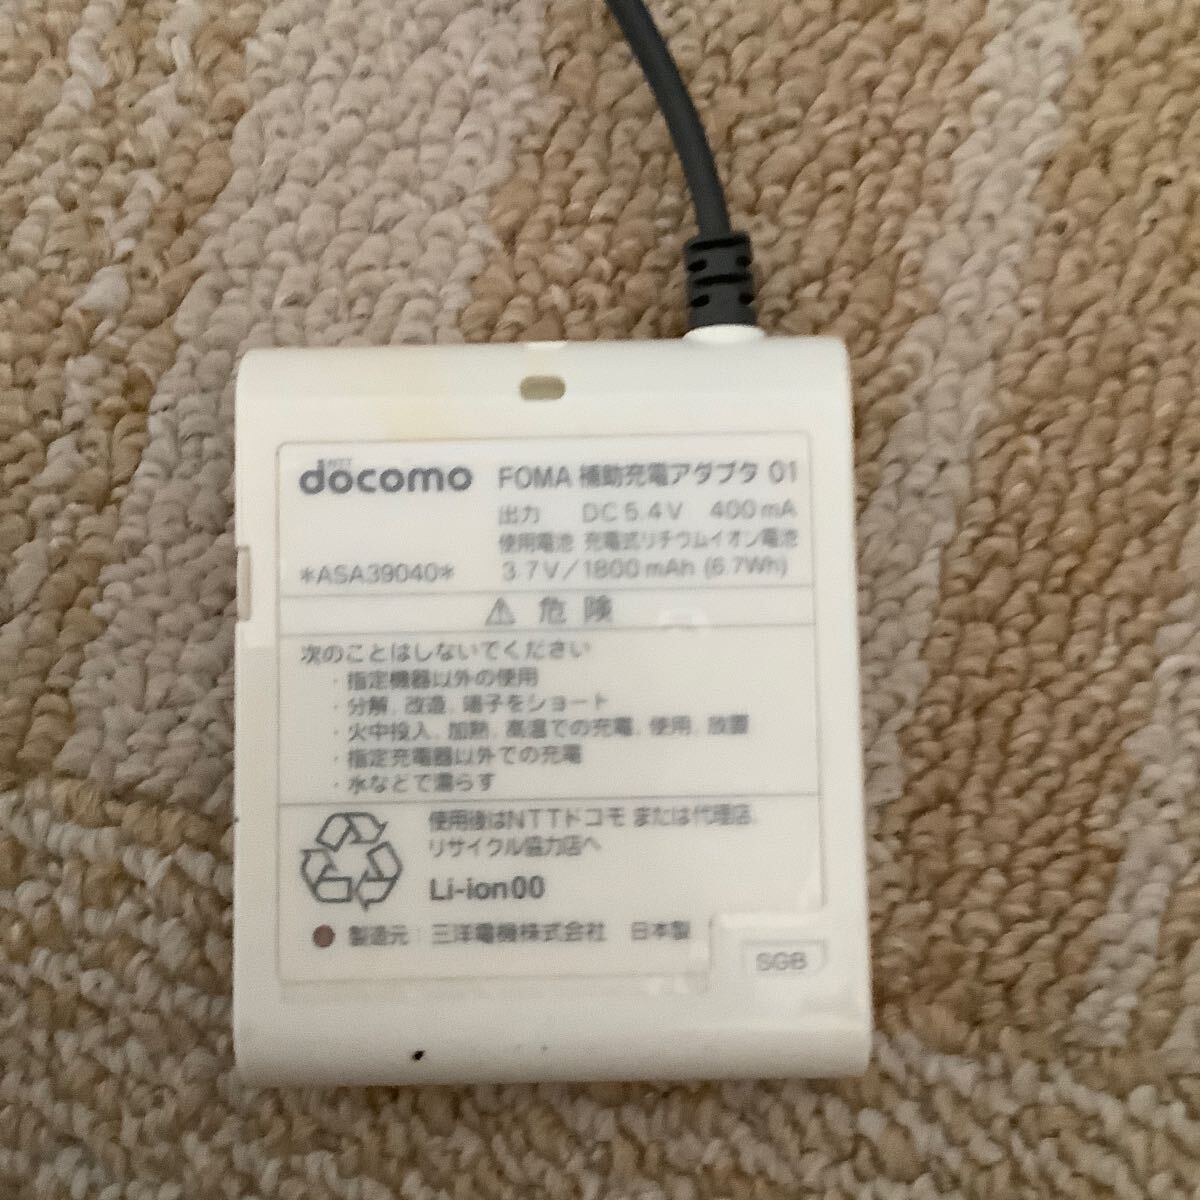 NTT
docomo
FOMA 補助充電アダプタ 01
出力 DC 5.4V 400mA
使用電池 充電式リチウムイオン電池
*ASA39040* 3.7V/1800mAh (6.7Wh)
⚠ 危険
次のことはしないでください
・指定機器以外の使用
・分解、改造、端子をショート
・火中投入、加熱、高温での充電、使用、放置
・指定充電器以外での充電
・水などで濡らす
使用後はNTTドコモ または代理店、
リサイクル協力店へ
Li-ion00
製造元 三洋電機株式会社 日本製
SGB